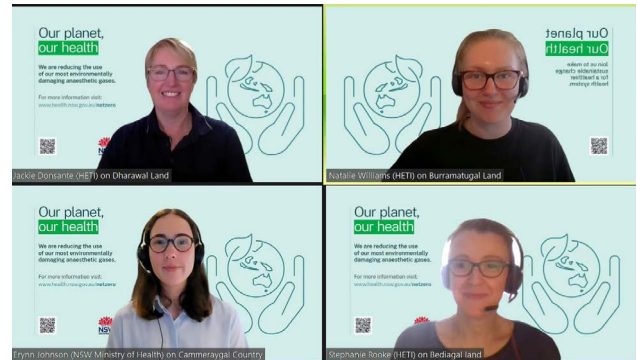 Our planet,
our health
We are reducing the use
of our most environmentally
damaging anaesthetic gases.
For more information visit:
www.health.nsw.gov.au/netzero
NSW
Jackie Donsante (HETI) on Dharawal Land
Our planet
Our health
Join us to make
sustainable change
for a healthier
health system.
Natalie Williams (HETI) on Burramatugal Land
Our planet,
our health
We are reducing the use
of our most environmentally
damaging anaesthetic gases.
For more information visit:
www.health.nsw.gov.au/netzero
NSW
Erynn Johnson (NSW Ministry of Health) on Cammeraygal Country
Our planet,
our health
We are reducing the use
of our most environmentally
damaging anaesthetic gases.
For more information visit:
www.health.nsw.gov.au/netzero
NSW
Stephanie Rooke (HETI) on Bediagal land